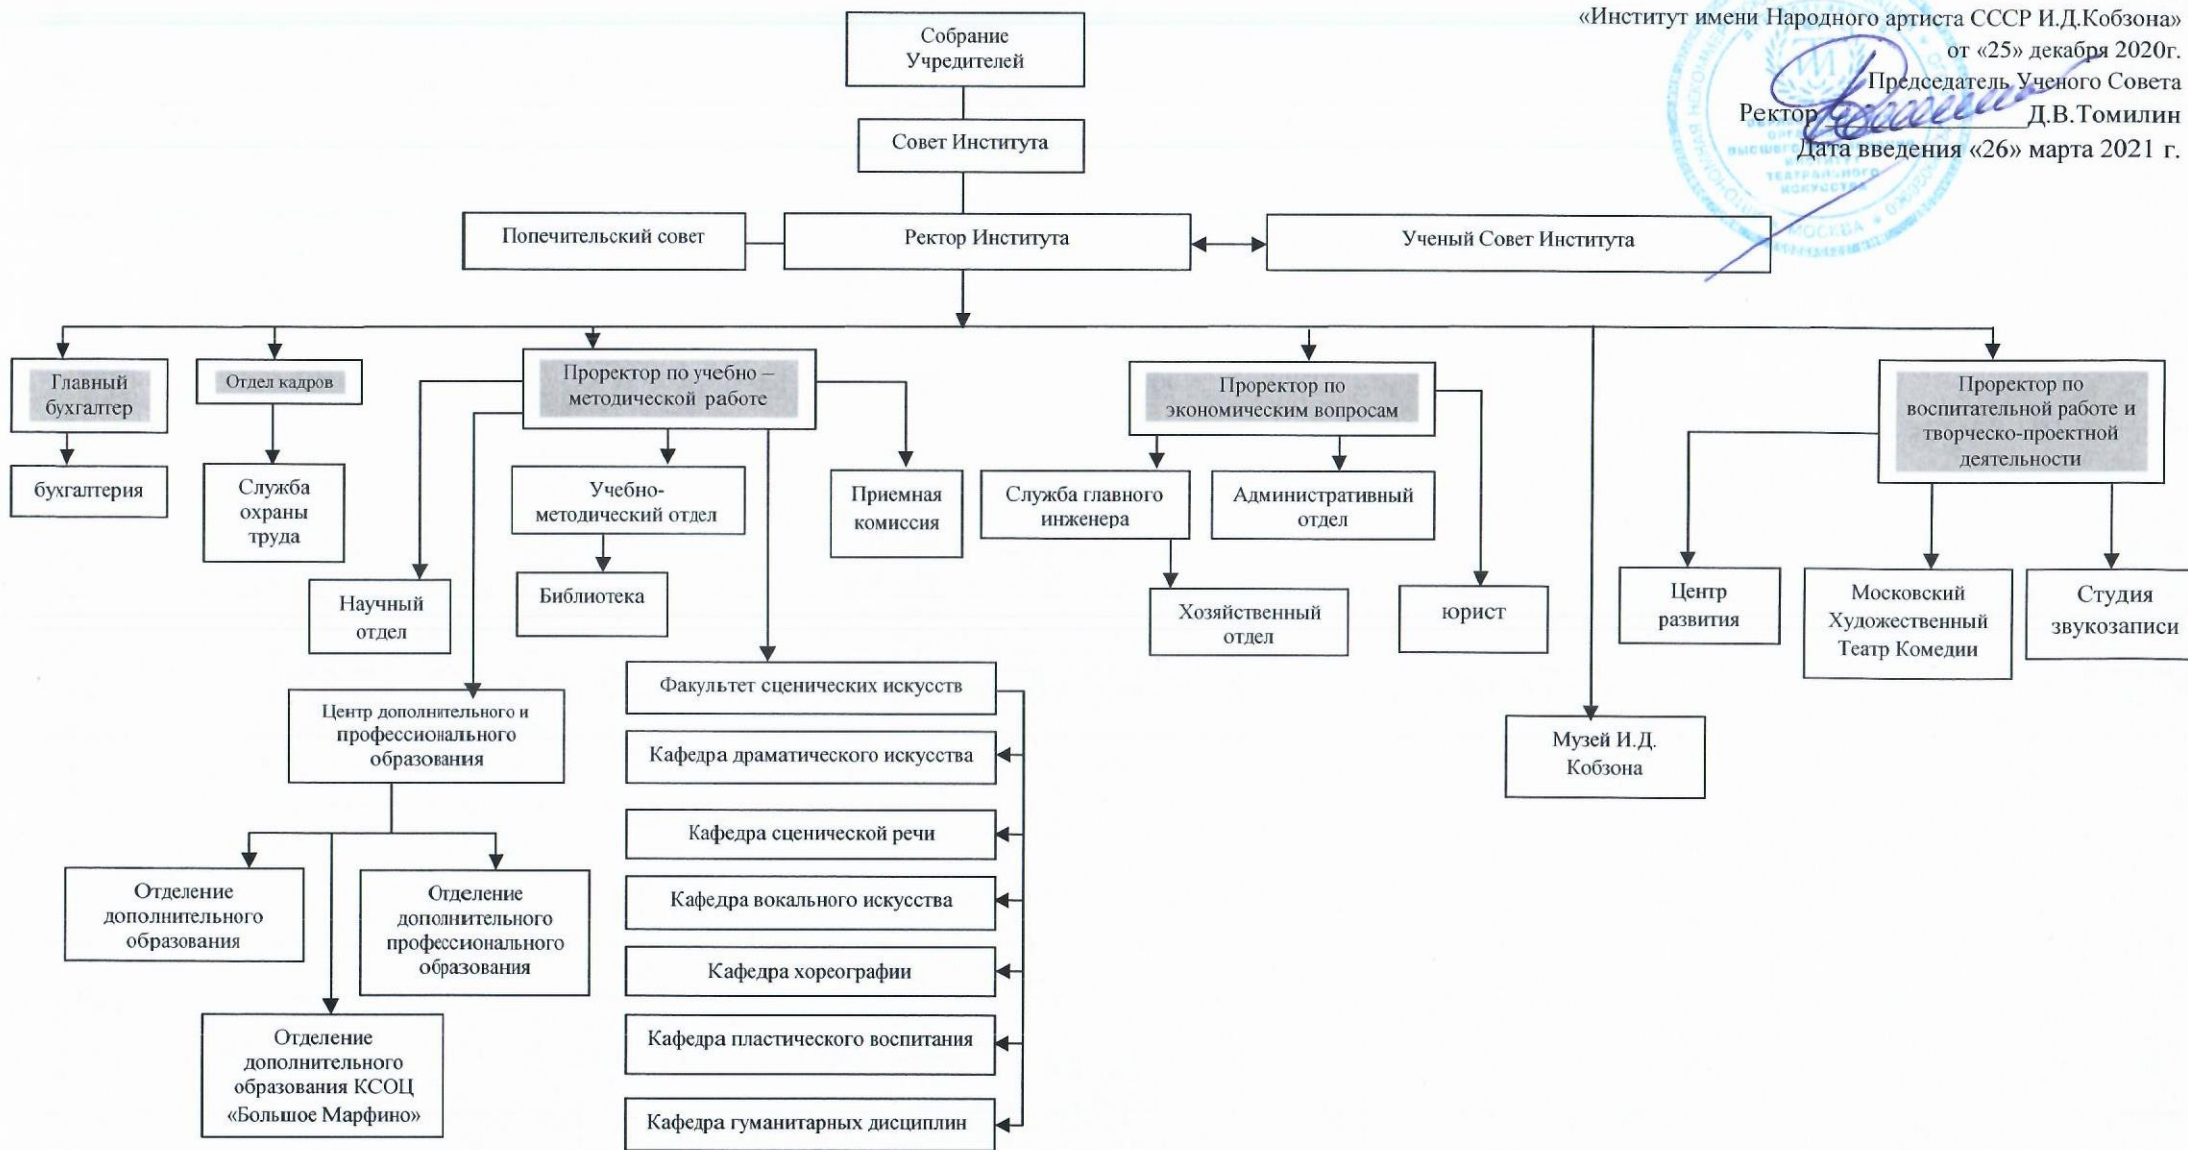 «Институт имени Народного артиста СССР И.Д.Кобзона»
от «25» декабря 2020г.
Председатель Ученого Совета
Ректор Д.В.Томилин
Дата введения «26» марта 2021 г.
ВЫСШЕГО
ИНСТИТУТ
ТЕАТРАЛЬНОГО
ИСКУССТВА
МОСКВА
Собрание
Учредителей
Совет Института
Попечительский совет
Ректор Института
Ученый Совет Института
Главный
бухгалтер
Отдел кадров
Проректор по учебно –
методической работе
Проректор по
экономическим вопросам
Проректор по
воспитательной работе и
творческо-проектной
деятельности
бухгалтерия
Служба
охраны
труда
Учебно-
методический отдел
Приемная
комиссия
Служба главного
инженера
Административный
отдел
Научный
отдел
Библиотека
Хозяйственный
отдел
юрист
Центр
развития
Московский
Художественный
Театр Комедии
Студия
звукозаписи
Центр дополнительного и
профессионального
образования
Факультет сценических искусств
Кафедра драматического искусства
Кафедра сценической речи
Кафедра вокального искусства
Кафедра хореографии
Кафедра пластического воспитания
Кафедра гуманитарных дисциплин
Музей И.Д.
Кобзона
Отделение
дополнительного
образования
Отделение
дополнительного
профессионального
образования
Отделение
дополнительного
образования КСОЦ
«Большое Марфино»